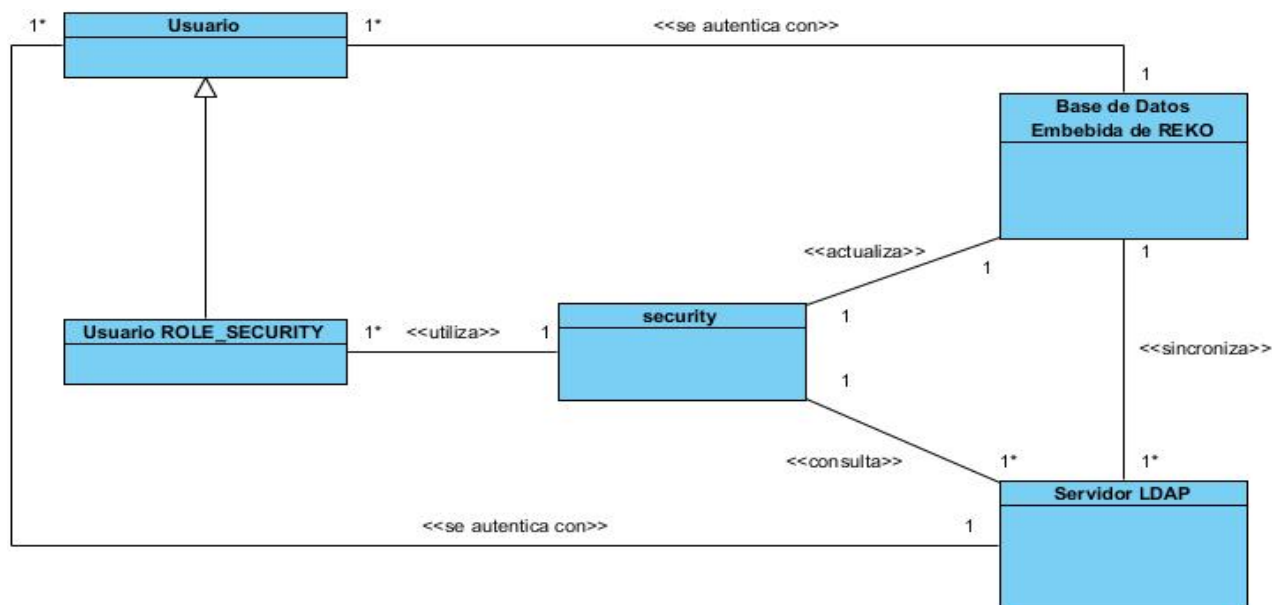 1*
Usuario
1*
<<se autentica con>>
1
Base de Datos
Embebida de REKO
<<actualiza>>
1
1
Usuario ROLE_SECURITY
1*
<<utiliza>>
1
security
1
<<sincroniza>>
1
<<consulta>>
1*
1*
Servidor LDAP
<<se autentica con>>
1